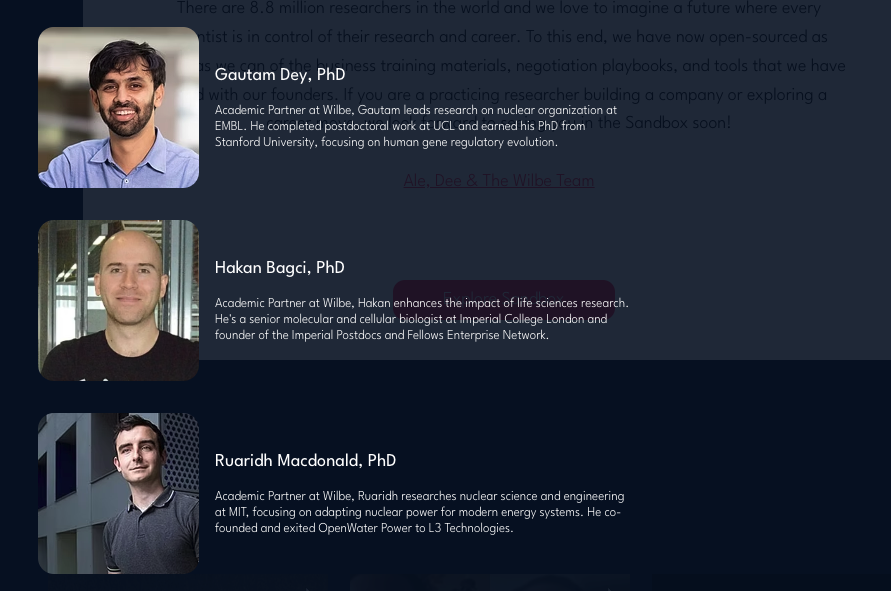 There are 8.8 million researchers in the world and we love to imagine a future where every
ntist is in control of their research and career. To this end, we have now open-sourced as
as we can of the business training materials, negotiation playbooks, and tools that we have
d with our founders. If you are a practicing researcher building a company or exploring a
the Sandbox soon!
Ale, Dee & The Wilbe Team
Gautam Dey, PhD
Academic Partner at Wilbe, Gautam leads research on nuclear organization at
EMBL. He completed postdoctoral work at UCL and earned his PhD from
Stanford University, focusing on human gene regulatory evolution.
Hakan Bagci, PhD
Academic Partner at Wilbe, Hakan enhances the impact of life sciences research.
He's a senior molecular and cellular biologist at Imperial College London and
founder of the Imperial Postdocs and Fellows Enterprise Network.
Ruaridh Macdonald, PhD
Academic Partner at Wilbe, Ruaridh researches nuclear science and engineering
at MIT, focusing on adapting nuclear power for modern energy systems. He co-
founded and exited OpenWater Power to L3 Technologies.